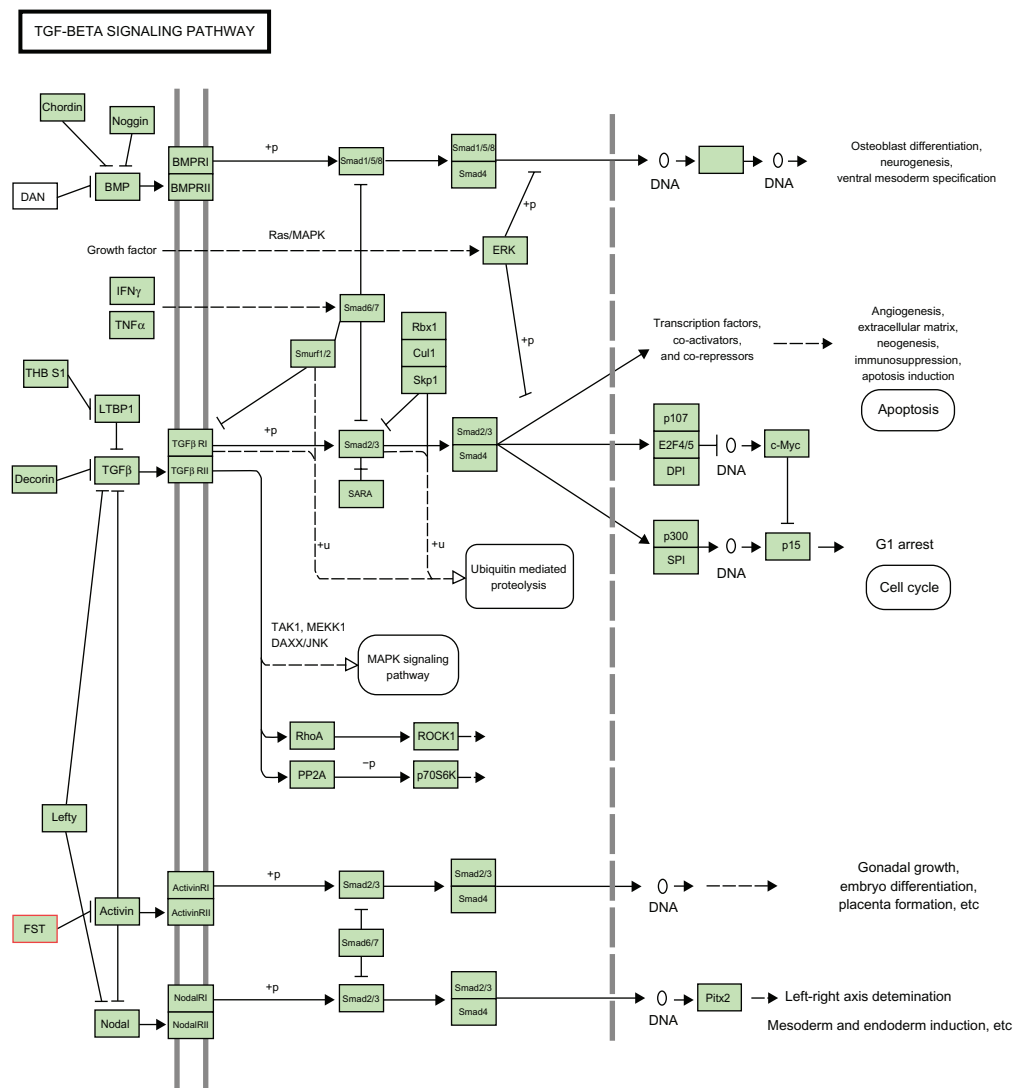 TGF-BETA SIGNALING PATHWAY
Chordin
Noggin
DAN
BMP
BMPRI
BMPRII
+p
Smad1/5/8
Smad1/5/8
Smad4
DNA
DNA
Osteoblast differentiation,
neurogenesis,
ventral mesoderm specification
+p
Growth factor
Ras/MAPK
ERK
IFNγ
TNFα
Smad6/7
+p
Rbx1
Cul1
Skp1
Smurf1/2
Transcription factors,
co-activators,
and co-repressors
Angiogenesis,
extracellular matrix,
neogenesis,
immunosuppression,
apotosis induction
Apoptosis
THB S1
LTBP1
Decorin
TGFβ
TGFβ RI
TGFβ RII
+p
Smad2/3
SARA
Smad2/3
Smad4
p107
E2F4/5
DPI
DNA
c-Myc
p300
SPI
DNA
p15
G1 arrest
Cell cycle
+u
+u
Ubiquitin mediated
proteolysis
TAK1, MEKK1
DAXX/JNK
MAPK signaling
pathway
RhoA
ROCK1
PP2A
−p
p70S6K
Lefty
FST
Activin
ActivinRI
ActivinRII
+p
Smad2/3
Smad2/3
Smad4
DNA
Gonadal growth,
embryo differentiation,
placenta formation, etc
Smad6/7
Nodal
NodalRI
NodalRII
+p
Smad2/3
Smad2/3
Smad4
DNA
Pitx2
Left-right axis detemination
Mesoderm and endoderm induction, etc